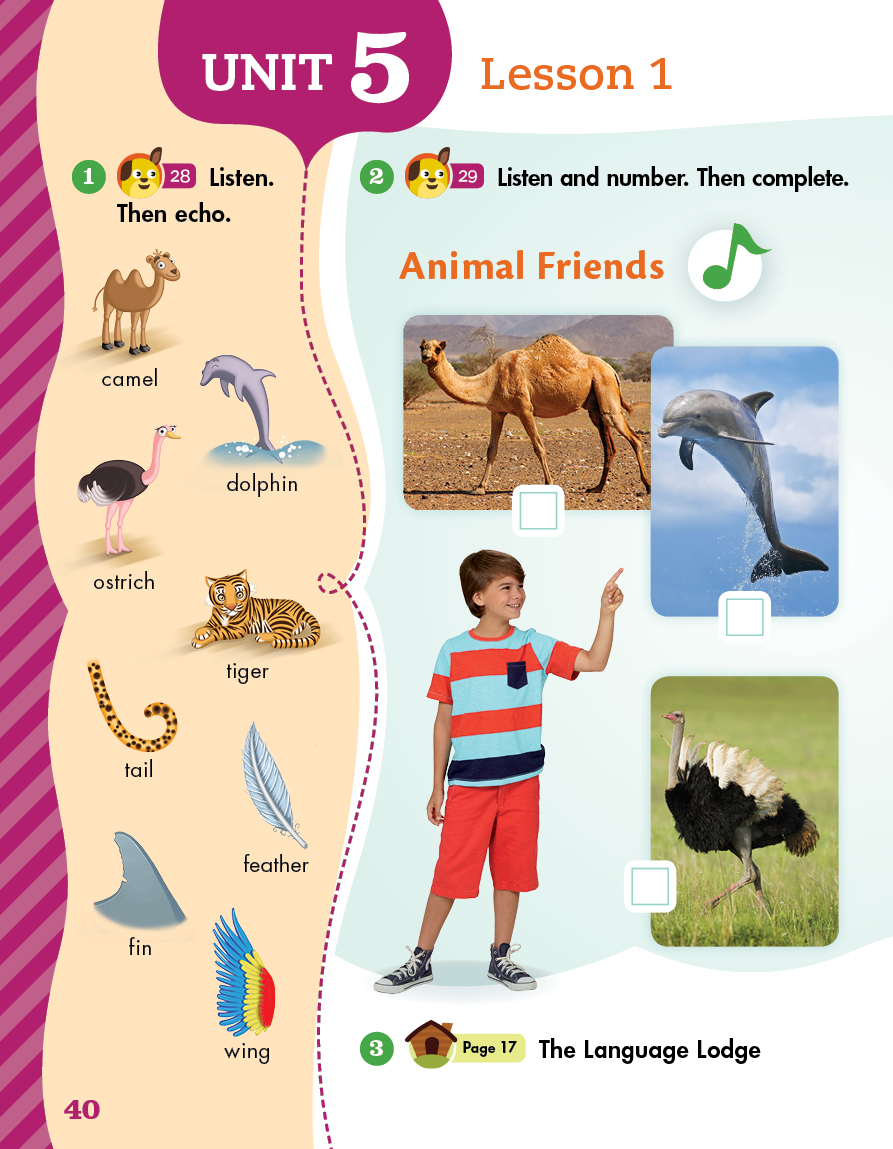 UNIT 5
Lesson 1
1 28 Listen.
Then echo.
camel
dolphin
ostrich
tiger
tail
feather
fin
wing
2 29 Listen and number. Then complete.
Animal Friends
3 Page 17 The Language Lodge
40